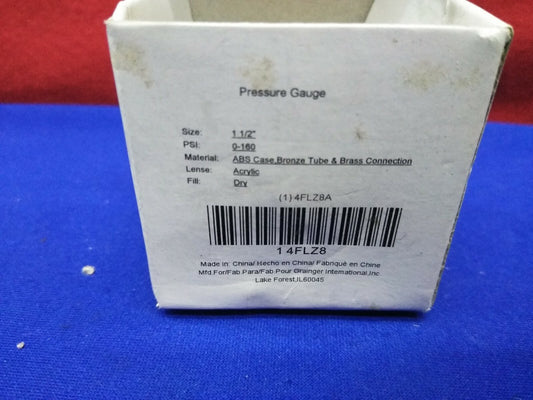 Pressure Gauge
Size: 1 1/2"
PSI: 0-160
Material: ABS Case,Bronze Tube & Brass Connection
Lense: Acrylic
Fill: Dry
(1)4FLZ8A
1 4FLZ8
Made in: China/ Hecho en China/ Fabriqué en Chine
Mfd.For/Fab.Para/Fab.Pour Grainger International,Inc
Lake Forest,IL60045